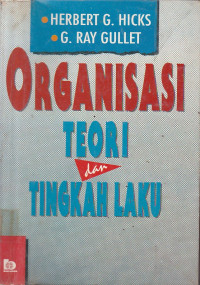 • HERBERT G. HICKS
• G. RAY GULLET
ORGANISASI
TEORI
dan
TINGKAH LAKU